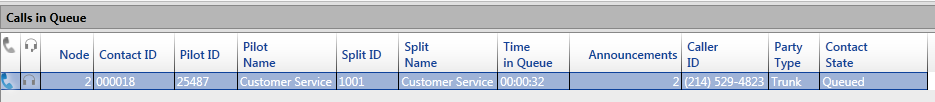 Calls in Queue
Node Contact ID Pilot ID Pilot Name Split ID Split Name Time in Queue Announcements Caller ID Party Type Contact State
2 000018 25487 Customer Service 1001 Customer Service 00:00:32 2 (214) 529-4823 Trunk Queued